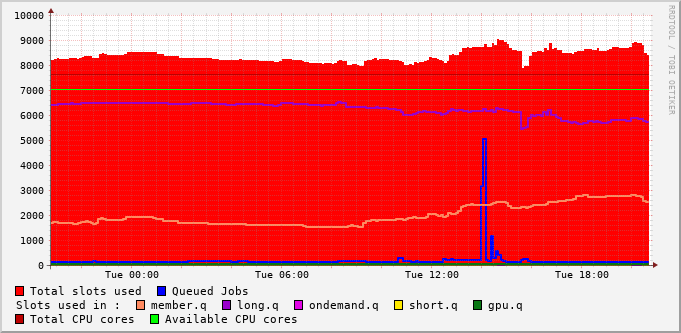 10000
9000
8000
7000
6000
5000
4000
3000
2000
1000
0
Tue 00:00 Tue 06:00 Tue 12:00 Tue 18:00
RRDTOOL / TOBI OETIKER
Total slots used Queued Jobs
Slots used in : member.q long.q ondemand.q short.q gpu.q
Total CPU cores Available CPU cores